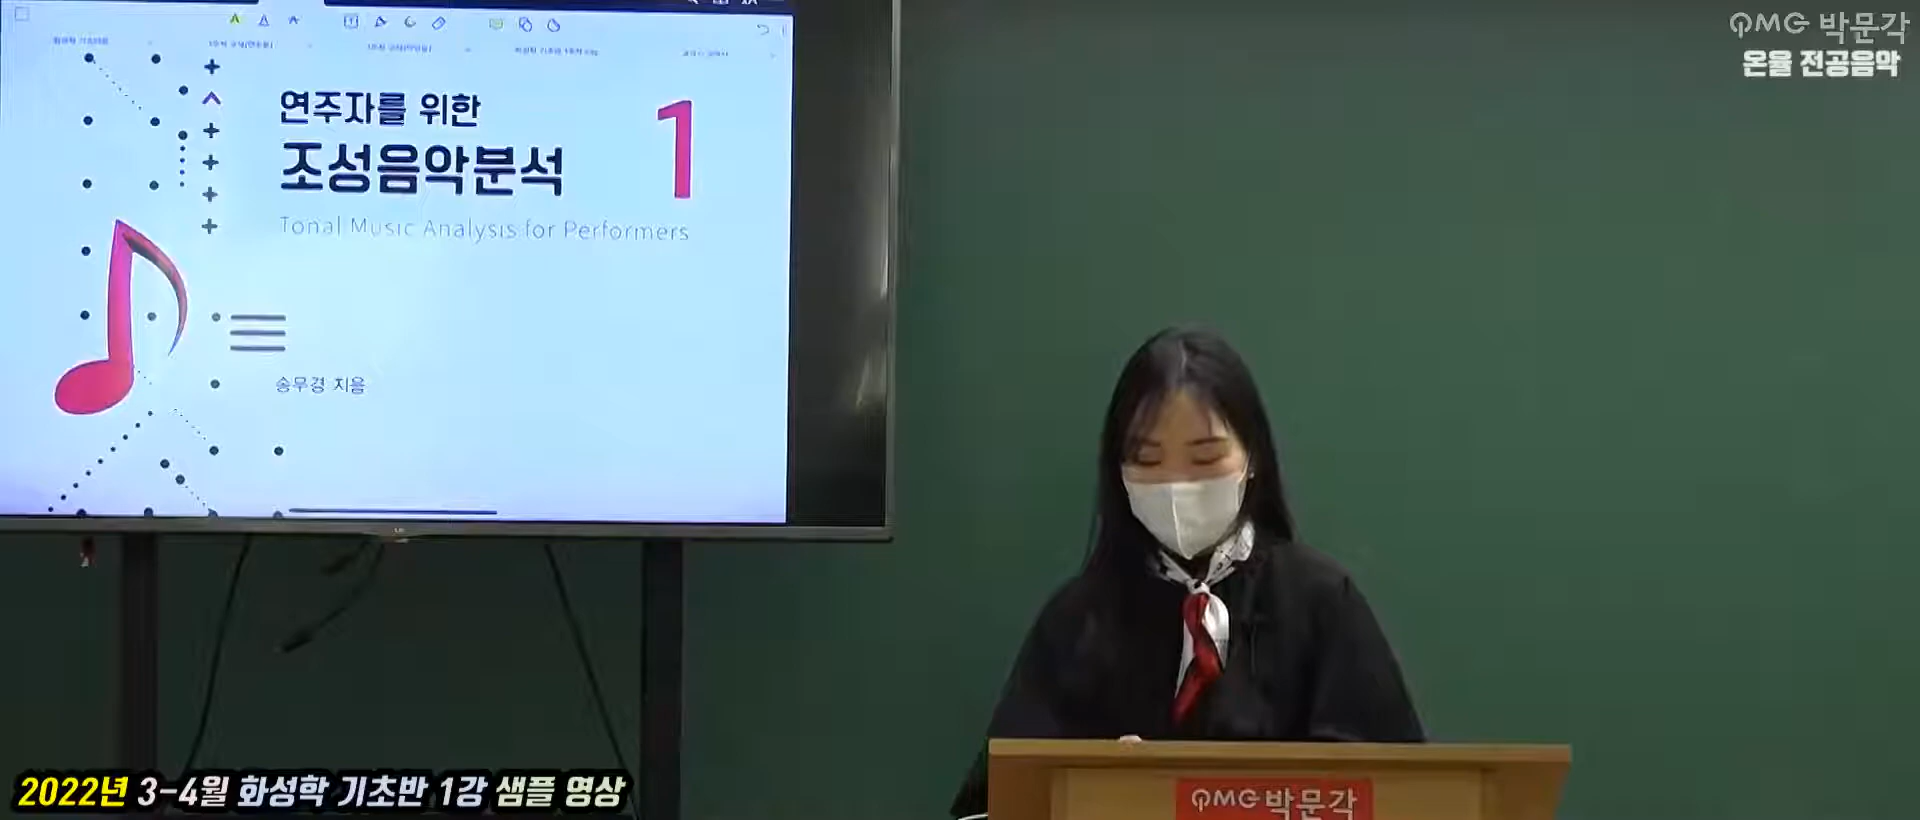 PMG 박문각
온율 전공음악
연주자를 위한
조성음악분석
1
Tonal Music Analysis for Performers
송무경 지음
2022년 3-4월 화성학 기초반 1강 샘플 영상
PMG 박문각